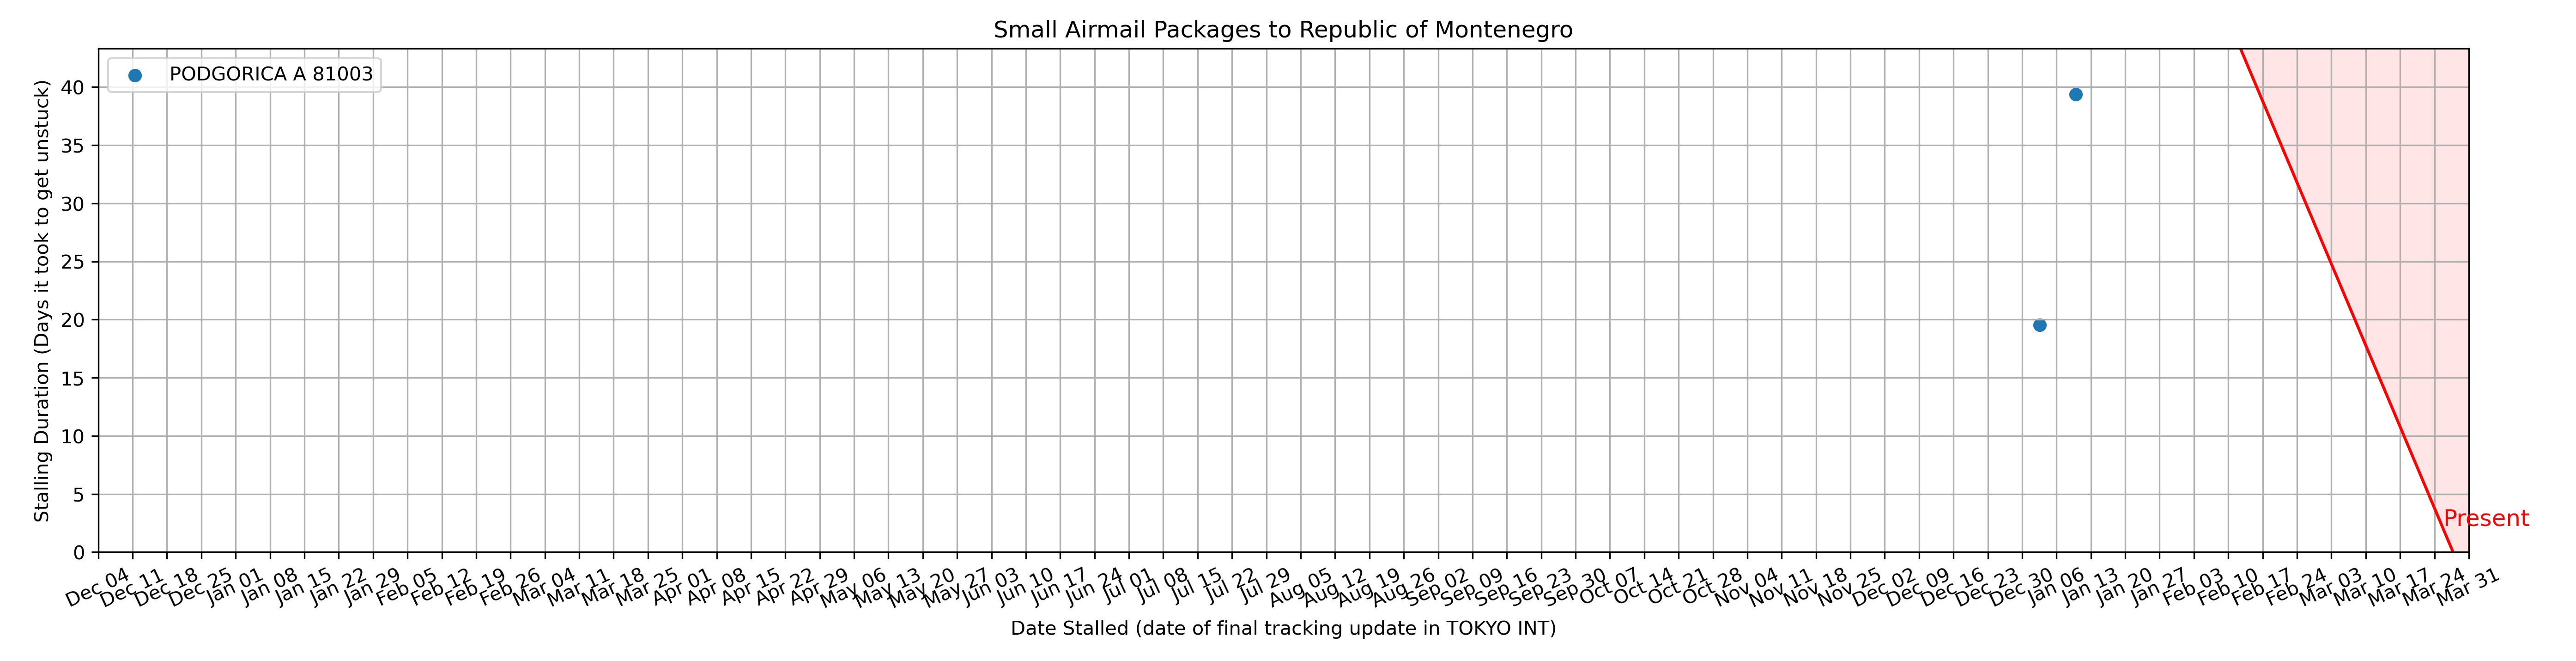 Small Airmail Packages to Republic of Montenegro
PODGORICA A 81003
Stalling Duration (Days it took to get unstuck)
40
35
30
25
20
15
10
5
0
Present
Dec 04
Dec 11
Dec 18
Dec 25
Jan 01
Jan 08
Jan 15
Jan 22
Jan 29
Feb 05
Feb 12
Feb 19
Feb 26
Mar 04
Mar 11
Mar 18
Mar 25
Apr 01
Apr 08
Apr 15
Apr 22
Apr 29
May 06
May 13
May 20
May 27
Jun 03
Jun 10
Jun 17
Jun 24
Jul 01
Jul 08
Jul 15
Jul 22
Jul 29
Aug 05
Aug 12
Aug 19
Aug 26
Sep 02
Sep 09
Sep 16
Sep 23
Sep 30
Oct 07
Oct 14
Oct 21
Oct 28
Nov 04
Nov 11
Nov 18
Nov 25
Dec 02
Dec 09
Dec 16
Dec 23
Dec 30
Jan 06
Jan 13
Jan 20
Jan 27
Feb 03
Feb 10
Feb 17
Feb 24
Mar 03
Mar 10
Mar 17
Mar 24
Mar 31
Date Stalled (date of final tracking update in TOKYO INT)